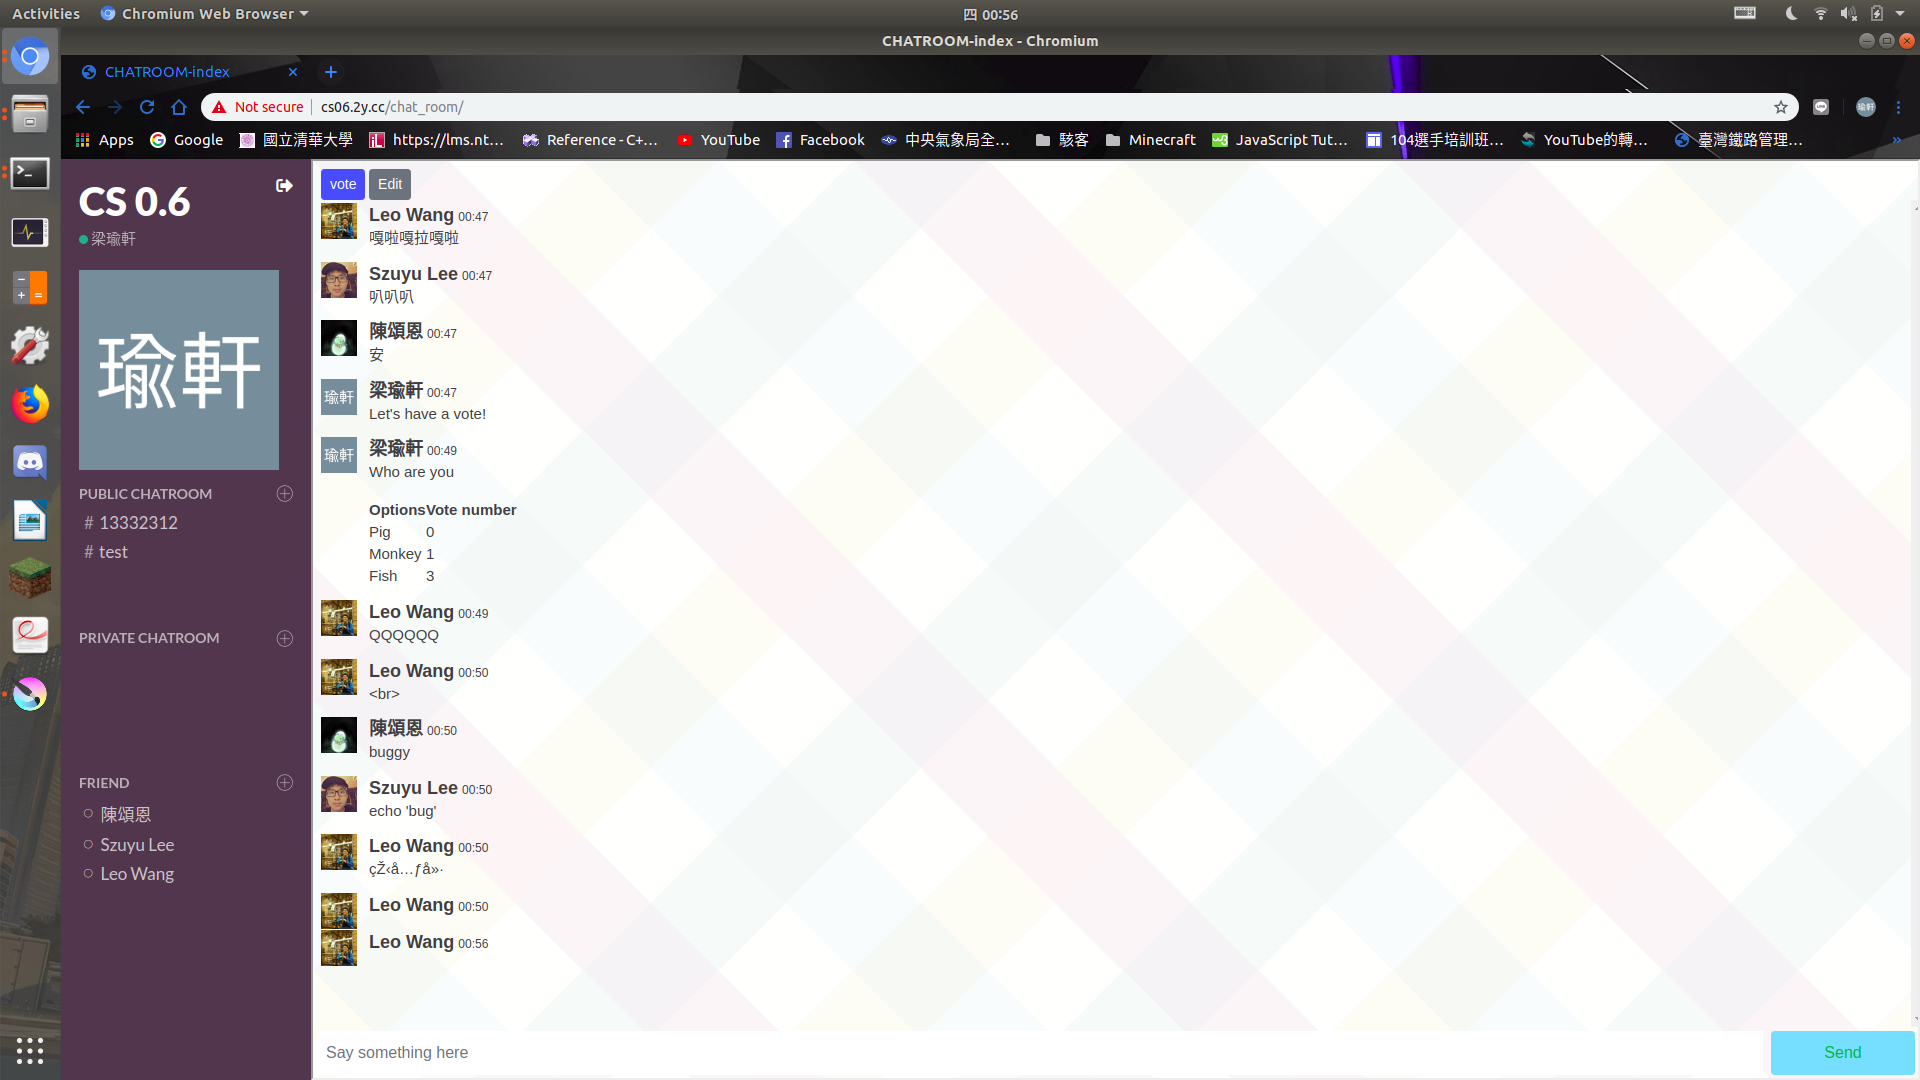 Activities
Chromium Web Browser
四 00:56
CHATROOM-index - Chromium
CHATROOM-index
Not secure
cs06.2y.cc/chat_room/
瑜軒
Apps
Google
國立清華大學
https://lms.nt...
Reference - C+...
YouTube
Facebook
中央氣象局全...
駭客
Minecraft
JavaScript Tut...
104選手培訓班...
YouTube的轉...
臺灣鐵路管理...
»
CS 0.6
梁瑜軒
瑜軒
PUBLIC CHATROOM
# 13332312
# test
PRIVATE CHATROOM
FRIEND
陳頌恩
Szuyu Lee
Leo Wang
vote
Edit
Leo Wang 00:47
嘎啦嘎拉嘎啦
Szuyu Lee 00:47
叭叭叭
陳頌恩 00:47
安
瑜軒
梁瑜軒 00:47
Let's have a vote!
瑜軒
梁瑜軒 00:49
Who are you
Options Vote number
Pig 0
Monkey 1
Fish 3
Leo Wang 00:49
QQQQQQ
Leo Wang 00:50
<br>
陳頌恩 00:50
buggy
Szuyu Lee 00:50
echo 'bug'
Leo Wang 00:50
çŽ‹å…ƒå»·
Leo Wang 00:50
Leo Wang 00:56
Say something here
Send